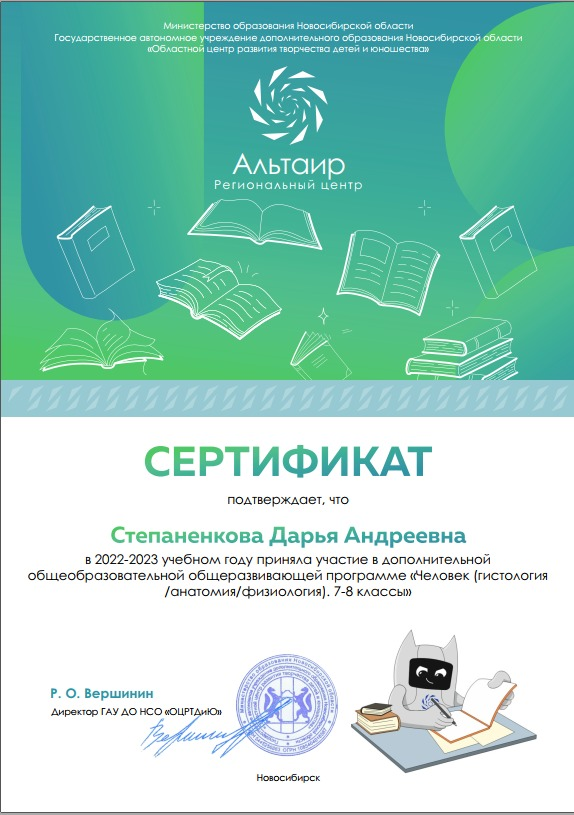 Министерство образования Новосибирской области
Государственное автономное учреждение дополнительного образования Новосибирской области
«Областной центр развития творчества детей и юношества»
Альтаир
Региональный центр
СЕРТИФИКАТ
подтверждает, что
Степаненкова Дарья Андреевна
в 2022-2023 учебном году приняла участие в дополнительной
общеобразовательной общеразвивающей программе «Человек (гистология
/анатомия/физиология). 7-8 классы»
Р. О. Вершинин
Директор ГАУ ДО НСО «ОЦРТДиЮ»
Новосибирск